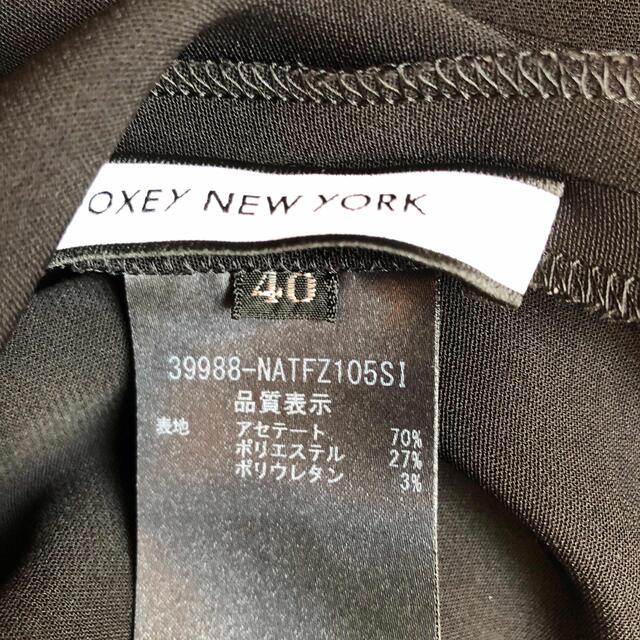 OXEY NEW YORK
40
39988-NATFZ105SI
品質表示
表地 アセテート 70%
ポリエステル 27%
ポリウレタン 3%